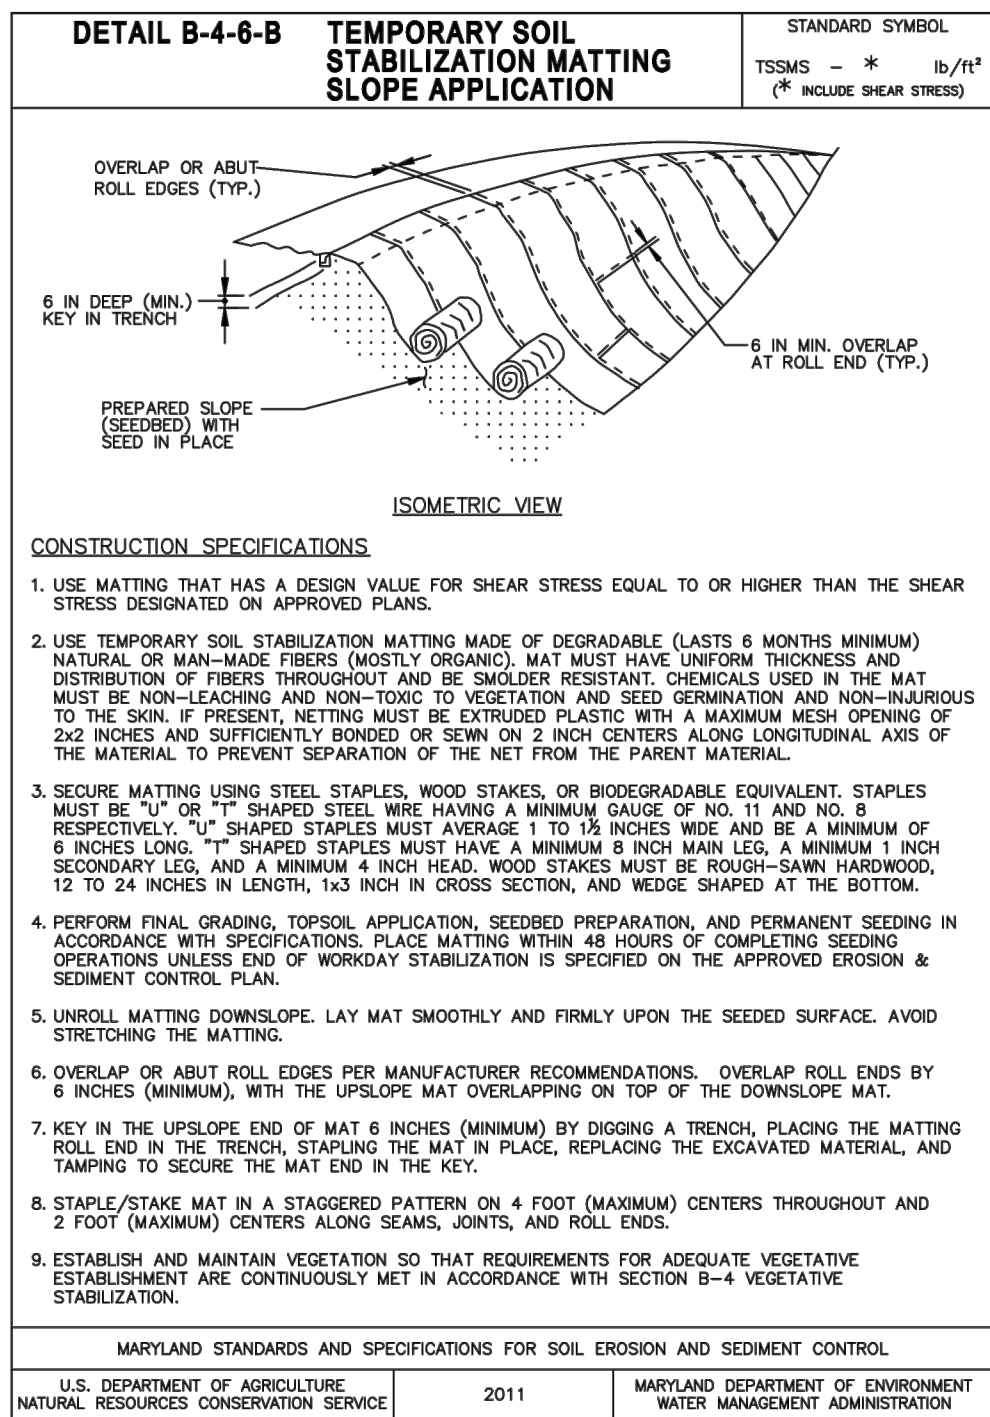 DETAIL B-4-6-B TEMPORARY SOIL
STABILIZATION MATTING
SLOPE APPLICATION
STANDARD SYMBOL
TSSMS - * lb/ft²
(* INCLUDE SHEAR STRESS)
OVERLAP OR ABUT
ROLL EDGES (TYP.)
6 IN DEEP (MIN.)
KEY IN TRENCH
6 IN MIN. OVERLAP
AT ROLL END (TYP.)
PREPARED SLOPE
(SEEDBED) WITH
SEED IN PLACE
ISOMETRIC VIEW
CONSTRUCTION SPECIFICATIONS
1. USE MATTING THAT HAS A DESIGN VALUE FOR SHEAR STRESS EQUAL TO OR HIGHER THAN THE SHEAR
STRESS DESIGNATED ON APPROVED PLANS.
2. USE TEMPORARY SOIL STABILIZATION MATTING MADE OF DEGRADABLE (LASTS 6 MONTHS MINIMUM)
NATURAL OR MAN-MADE FIBERS (MOSTLY ORGANIC). MAT MUST HAVE UNIFORM THICKNESS AND
DISTRIBUTION OF FIBERS THROUGHOUT AND BE SMOLDER RESISTANT. CHEMICALS USED IN THE MAT
MUST BE NON-LEACHING AND NON-TOXIC TO VEGETATION AND SEED GERMINATION AND NON-INJURIOUS
TO THE SKIN. IF PRESENT, NETTING MUST BE EXTRUDED PLASTIC WITH A MAXIMUM MESH OPENING OF
2x2 INCHES AND SUFFICIENTLY BONDED OR SEWN ON 2 INCH CENTERS ALONG LONGITUDINAL AXIS OF
THE MATERIAL TO PREVENT SEPARATION OF THE NET FROM THE PARENT MATERIAL.
3. SECURE MATTING USING STEEL STAPLES, WOOD STAKES, OR BIODEGRADABLE EQUIVALENT. STAPLES
MUST BE "U" OR "T" SHAPED STEEL WIRE HAVING A MINIMUM GAUGE OF NO. 11 AND NO. 8
RESPECTIVELY. "U" SHAPED STAPLES MUST AVERAGE 1 TO 1½ INCHES WIDE AND BE A MINIMUM OF
6 INCHES LONG. "T" SHAPED STAPLES MUST HAVE A MINIMUM 8 INCH MAIN LEG, A MINIMUM 1 INCH
SECONDARY LEG, AND A MINIMUM 4 INCH HEAD. WOOD STAKES MUST BE ROUGH-SAWN HARDWOOD,
12 TO 24 INCHES IN LENGTH, 1x3 INCH IN CROSS SECTION, AND WEDGE SHAPED AT THE BOTTOM.
4. PERFORM FINAL GRADING, TOPSOIL APPLICATION, SEEDBED PREPARATION, AND PERMANENT SEEDING IN
ACCORDANCE WITH SPECIFICATIONS. PLACE MATTING WITHIN 48 HOURS OF COMPLETING SEEDING
OPERATIONS UNLESS END OF WORKDAY STABILIZATION IS SPECIFIED ON THE APPROVED EROSION &
SEDIMENT CONTROL PLAN.
5. UNROLL MATTING DOWNSLOPE. LAY MAT SMOOTHLY AND FIRMLY UPON THE SEEDED SURFACE. AVOID
STRETCHING THE MATTING.
6. OVERLAP OR ABUT ROLL EDGES PER MANUFACTURER RECOMMENDATIONS. OVERLAP ROLL ENDS BY
6 INCHES (MINIMUM), WITH THE UPSLOPE MAT OVERLAPPING ON TOP OF THE DOWNSLOPE MAT.
7. KEY IN THE UPSLOPE END OF MAT 6 INCHES (MINIMUM) BY DIGGING A TRENCH, PLACING THE MATTING
ROLL END IN THE TRENCH, STAPLING THE MAT IN PLACE, REPLACING THE EXCAVATED MATERIAL, AND
TAMPING TO SECURE THE MAT END IN THE KEY.
8. STAPLE/STAKE MAT IN A STAGGERED PATTERN ON 4 FOOT (MAXIMUM) CENTERS THROUGHOUT AND
2 FOOT (MAXIMUM) CENTERS ALONG SEAMS, JOINTS, AND ROLL ENDS.
9. ESTABLISH AND MAINTAIN VEGETATION SO THAT REQUIREMENTS FOR ADEQUATE VEGETATIVE
ESTABLISHMENT ARE CONTINUOUSLY MET IN ACCORDANCE WITH SECTION B-4 VEGETATIVE
STABILIZATION.
MARYLAND STANDARDS AND SPECIFICATIONS FOR SOIL EROSION AND SEDIMENT CONTROL
U.S. DEPARTMENT OF AGRICULTURE
NATURAL RESOURCES CONSERVATION SERVICE
2011
MARYLAND DEPARTMENT OF ENVIRONMENT
WATER MANAGEMENT ADMINISTRATION